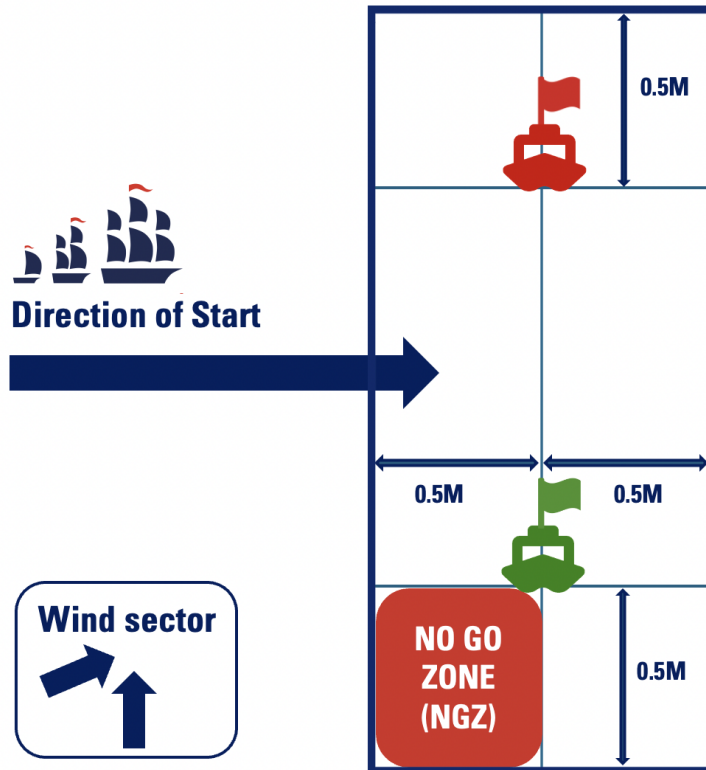 0.5M
Direction of Start
0.5M
0.5M
Wind sector
NO GO
ZONE
(NGZ)
0.5M